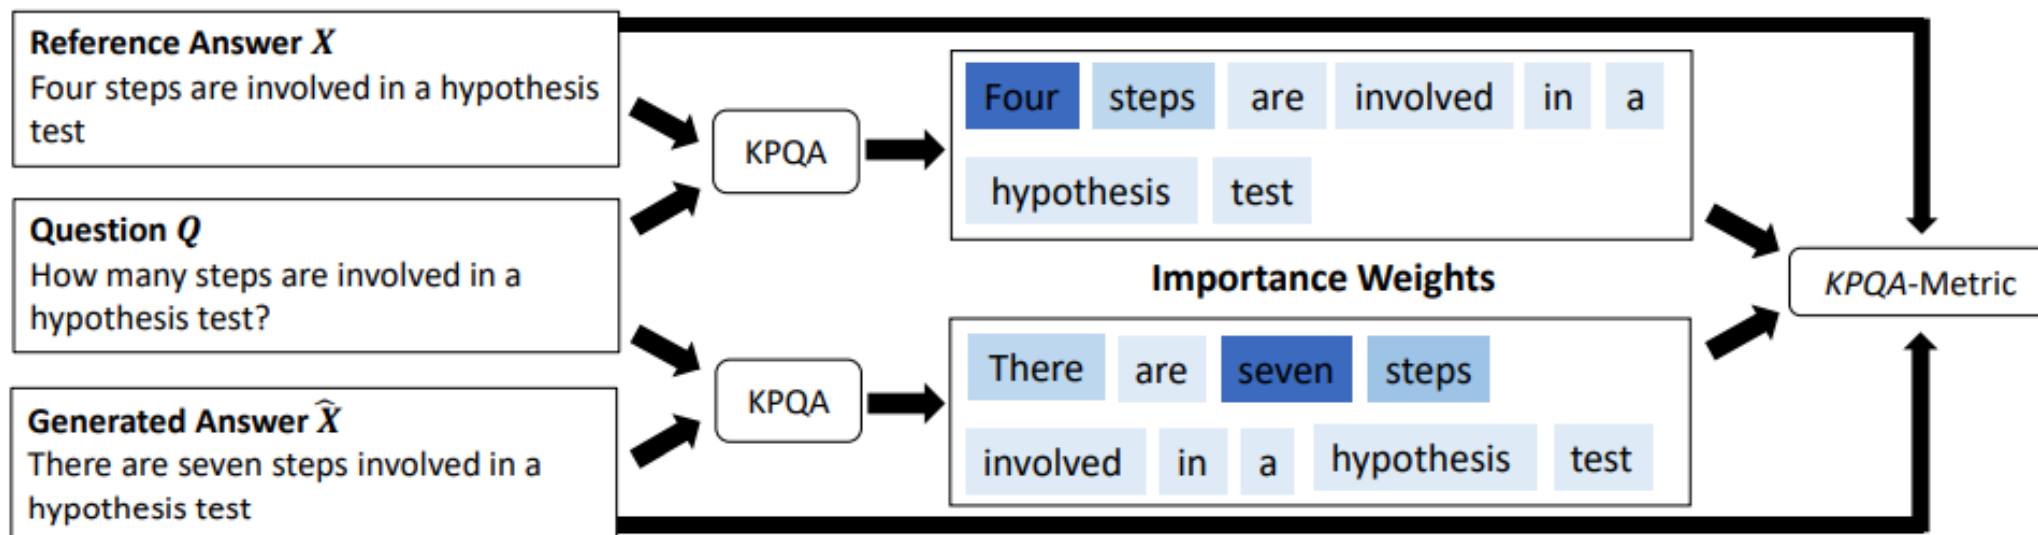 Reference Answer X
Four steps are involved in a hypothesis
test
Question Q
How many steps are involved in a
hypothesis test?
Generated Answer X̂
There are seven steps involved in a
hypothesis test
KPQA
KPQA
Four steps are involved in a
hypothesis test
Importance Weights
There are seven steps
involved in a hypothesis test
KPQA-Metric